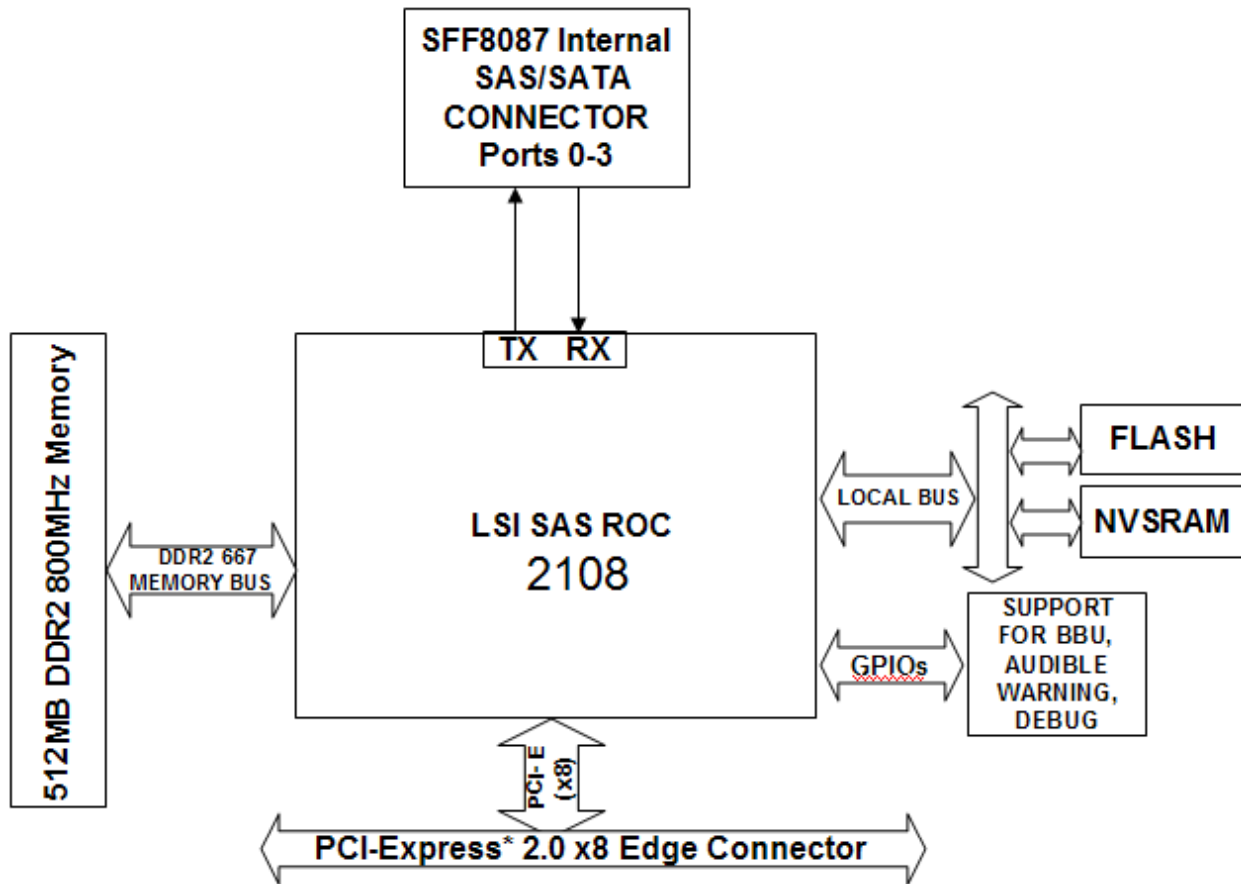 SFF8087 Internal
SAS/SATA
CONNECTOR
Ports 0-3
TX RX
512MB DDR2 800MHz Memory
DDR2 667
MEMORY BUS
LSI SAS ROC
2108
LOCAL BUS
FLASH
NVSRAM
GPIOs
SUPPORT
FOR BBU,
AUDIBLE
WARNING,
DEBUG
PCI- E
(x8)
PCI-Express* 2.0 x8 Edge Connector